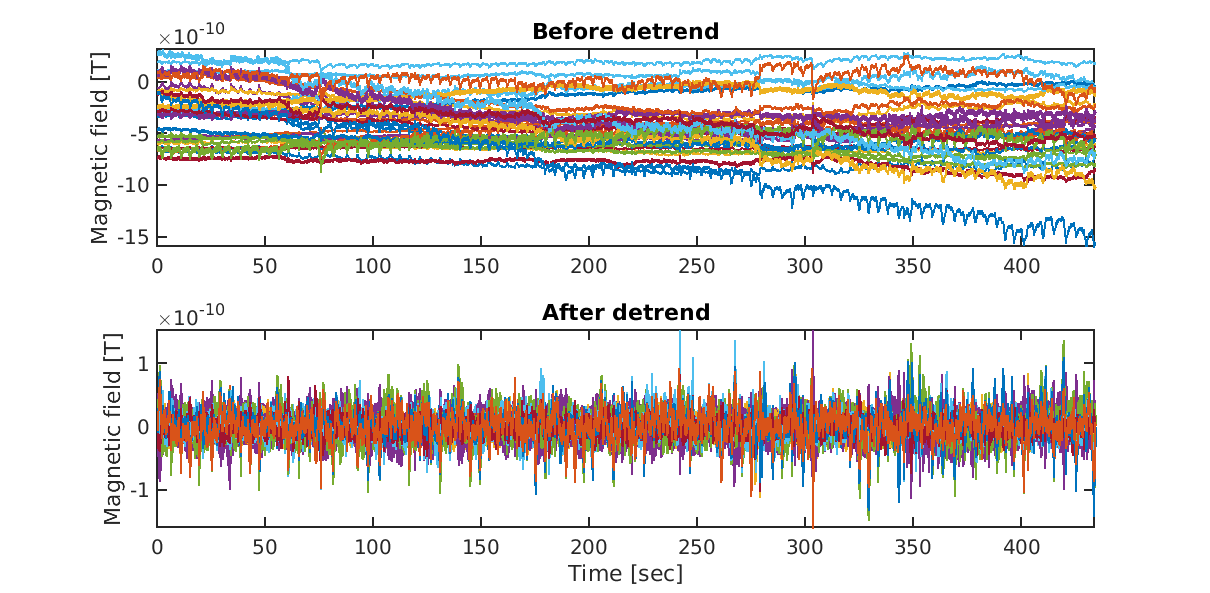 Before detrend
×10^-10
Magnetic field [T]
0
-5
-10
-15
0 50 100 150 200 250 300 350 400
After detrend
×10^-10
Magnetic field [T]
1
0
-1
0 50 100 150 200 250 300 350 400
Time [sec]